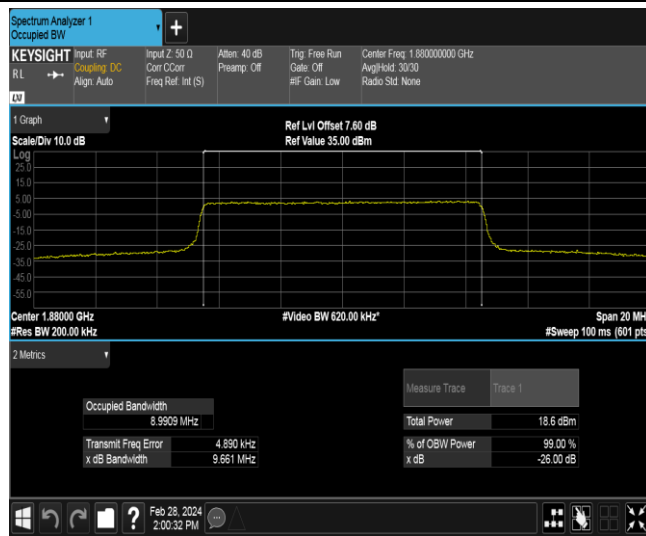 Spectrum Analyzer 1
Occupied BW
+
KEYSIGHT Input: RF Input Z: 50 Ω Atten: 40 dB Trig: Free Run Center Freq: 1.880000000 GHz
RL Coupling: DC Corr CCorr Preamp: Off Gate: Off Avg|Hold: 30/30
Align: Auto Freq Ref: Int (S) #IF Gain: Low Radio Std: None
LXI
1 Graph
Ref Lvl Offset 7.60 dB
Scale/Div 10.0 dB Ref Value 35.00 dBm
Log
25.0
15.0
5.00
-5.00
-15.0
-25.0
-35.0
-45.0
-55.0
Center 1.88000 GHz #Video BW 620.00 kHz* Span 20 MH
#Res BW 200.00 kHz #Sweep 100 ms (601 pts
2 Metrics
Measure Trace Trace 1
Occupied Bandwidth
8.9909 MHz Total Power 18.6 dBm
Transmit Freq Error 4.890 kHz % of OBW Power 99.00 %
x dB Bandwidth 9.661 MHz x dB -26.00 dB
? Feb 28, 2024
2:00:32 PM